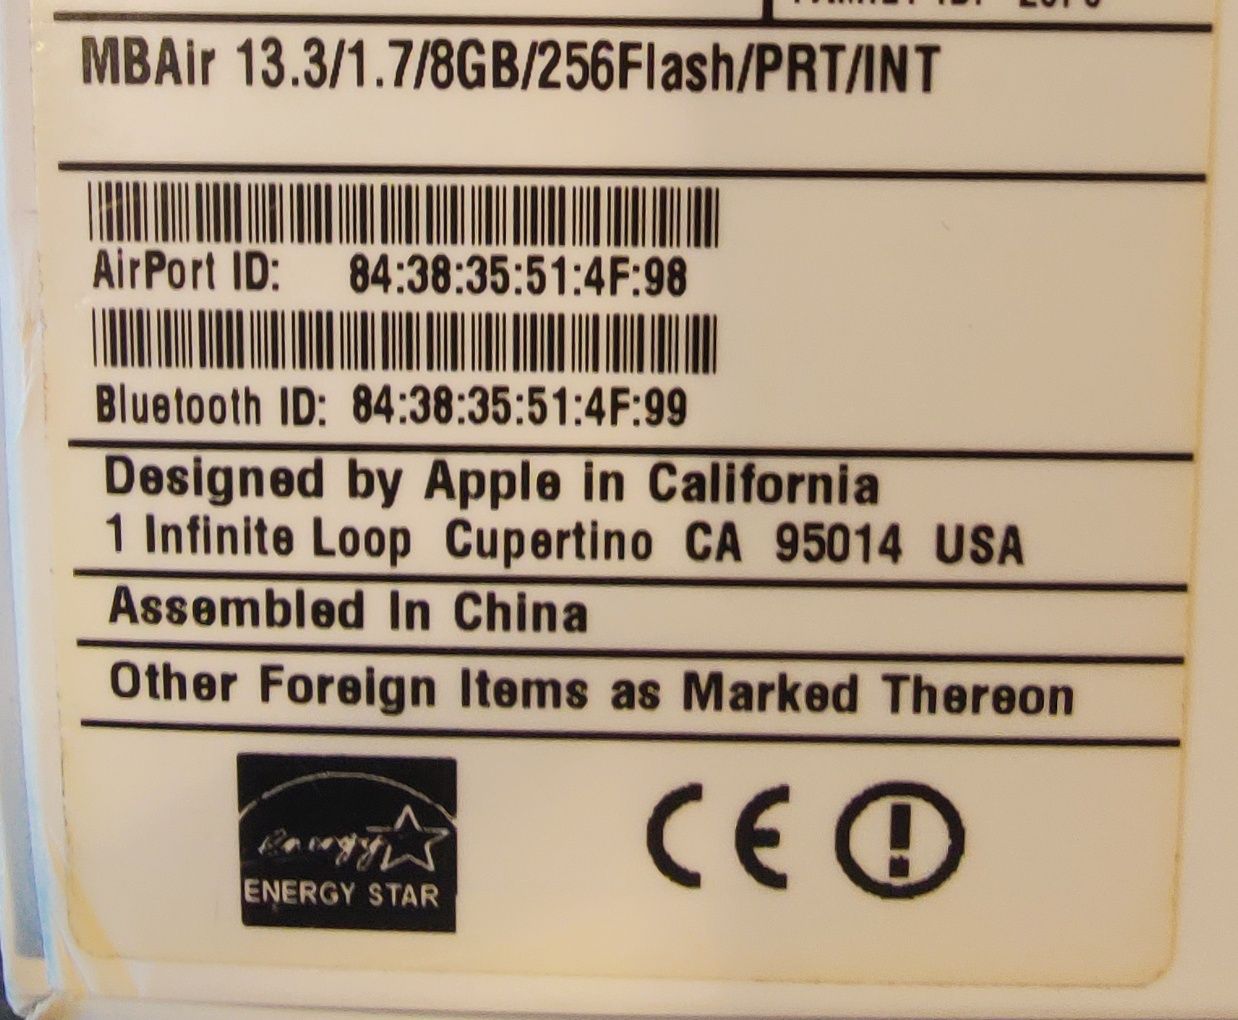 MBAir 13.3/1.7/8GB/256Flash/PRT/INT
AirPort ID: 84:38:35:51:4F:98
Bluetooth ID: 84:38:35:51:4F:99
Designed by Apple in California
1 Infinite Loop Cupertino CA 95014 USA
Assembled In China
Other Foreign Items as Marked Thereon
energy
ENERGY STAR
CE